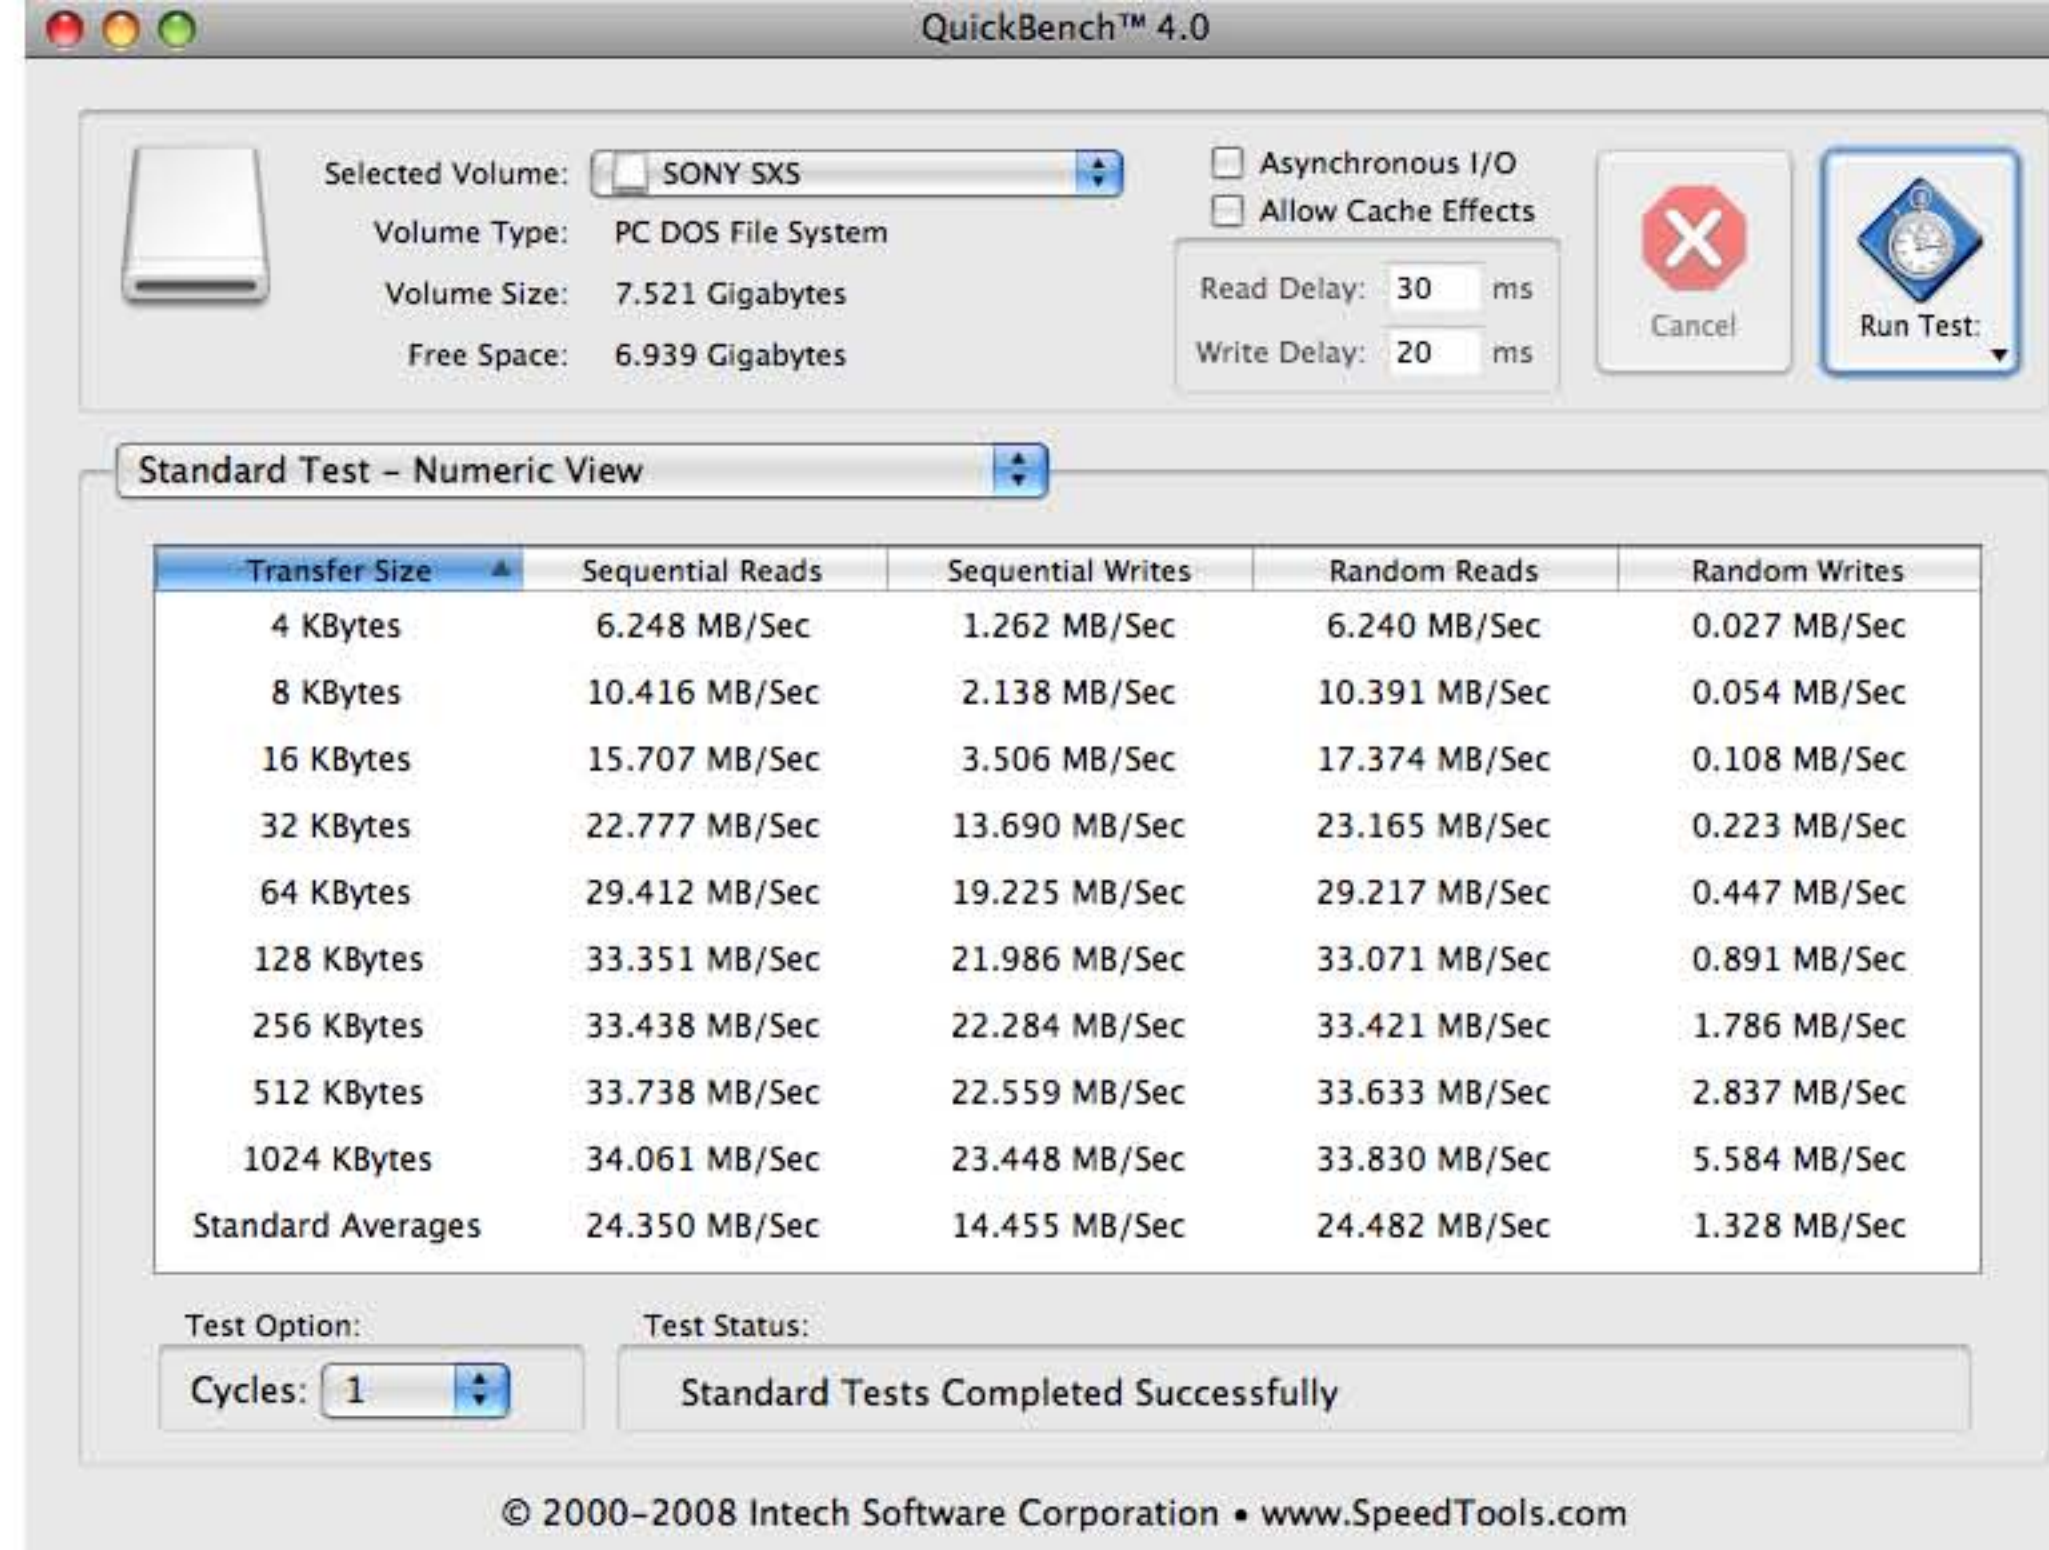 QuickBench™ 4.0
Selected Volume: SONY SXS
Volume Type: PC DOS File System
Volume Size: 7.521 Gigabytes
Free Space: 6.939 Gigabytes
Asynchronous I/O
Allow Cache Effects
Read Delay: 30 ms
Write Delay: 20 ms
Cancel
Run Test:
Standard Test – Numeric View
Transfer Size Sequential Reads Sequential Writes Random Reads Random Writes
4 KBytes 6.248 MB/Sec 1.262 MB/Sec 6.240 MB/Sec 0.027 MB/Sec
8 KBytes 10.416 MB/Sec 2.138 MB/Sec 10.391 MB/Sec 0.054 MB/Sec
16 KBytes 15.707 MB/Sec 3.506 MB/Sec 17.374 MB/Sec 0.108 MB/Sec
32 KBytes 22.777 MB/Sec 13.690 MB/Sec 23.165 MB/Sec 0.223 MB/Sec
64 KBytes 29.412 MB/Sec 19.225 MB/Sec 29.217 MB/Sec 0.447 MB/Sec
128 KBytes 33.351 MB/Sec 21.986 MB/Sec 33.071 MB/Sec 0.891 MB/Sec
256 KBytes 33.438 MB/Sec 22.284 MB/Sec 33.421 MB/Sec 1.786 MB/Sec
512 KBytes 33.738 MB/Sec 22.559 MB/Sec 33.633 MB/Sec 2.837 MB/Sec
1024 KBytes 34.061 MB/Sec 23.448 MB/Sec 33.830 MB/Sec 5.584 MB/Sec
Standard Averages 24.350 MB/Sec 14.455 MB/Sec 24.482 MB/Sec 1.328 MB/Sec
Test Option: Test Status:
Cycles: 1 Standard Tests Completed Successfully
© 2000–2008 Intech Software Corporation • www.SpeedTools.com